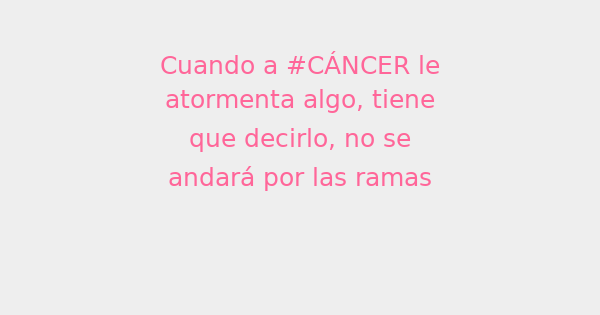 Cuando a #CÁNCER le
atormenta algo, tiene
que decirlo, no se
andará por las ramas